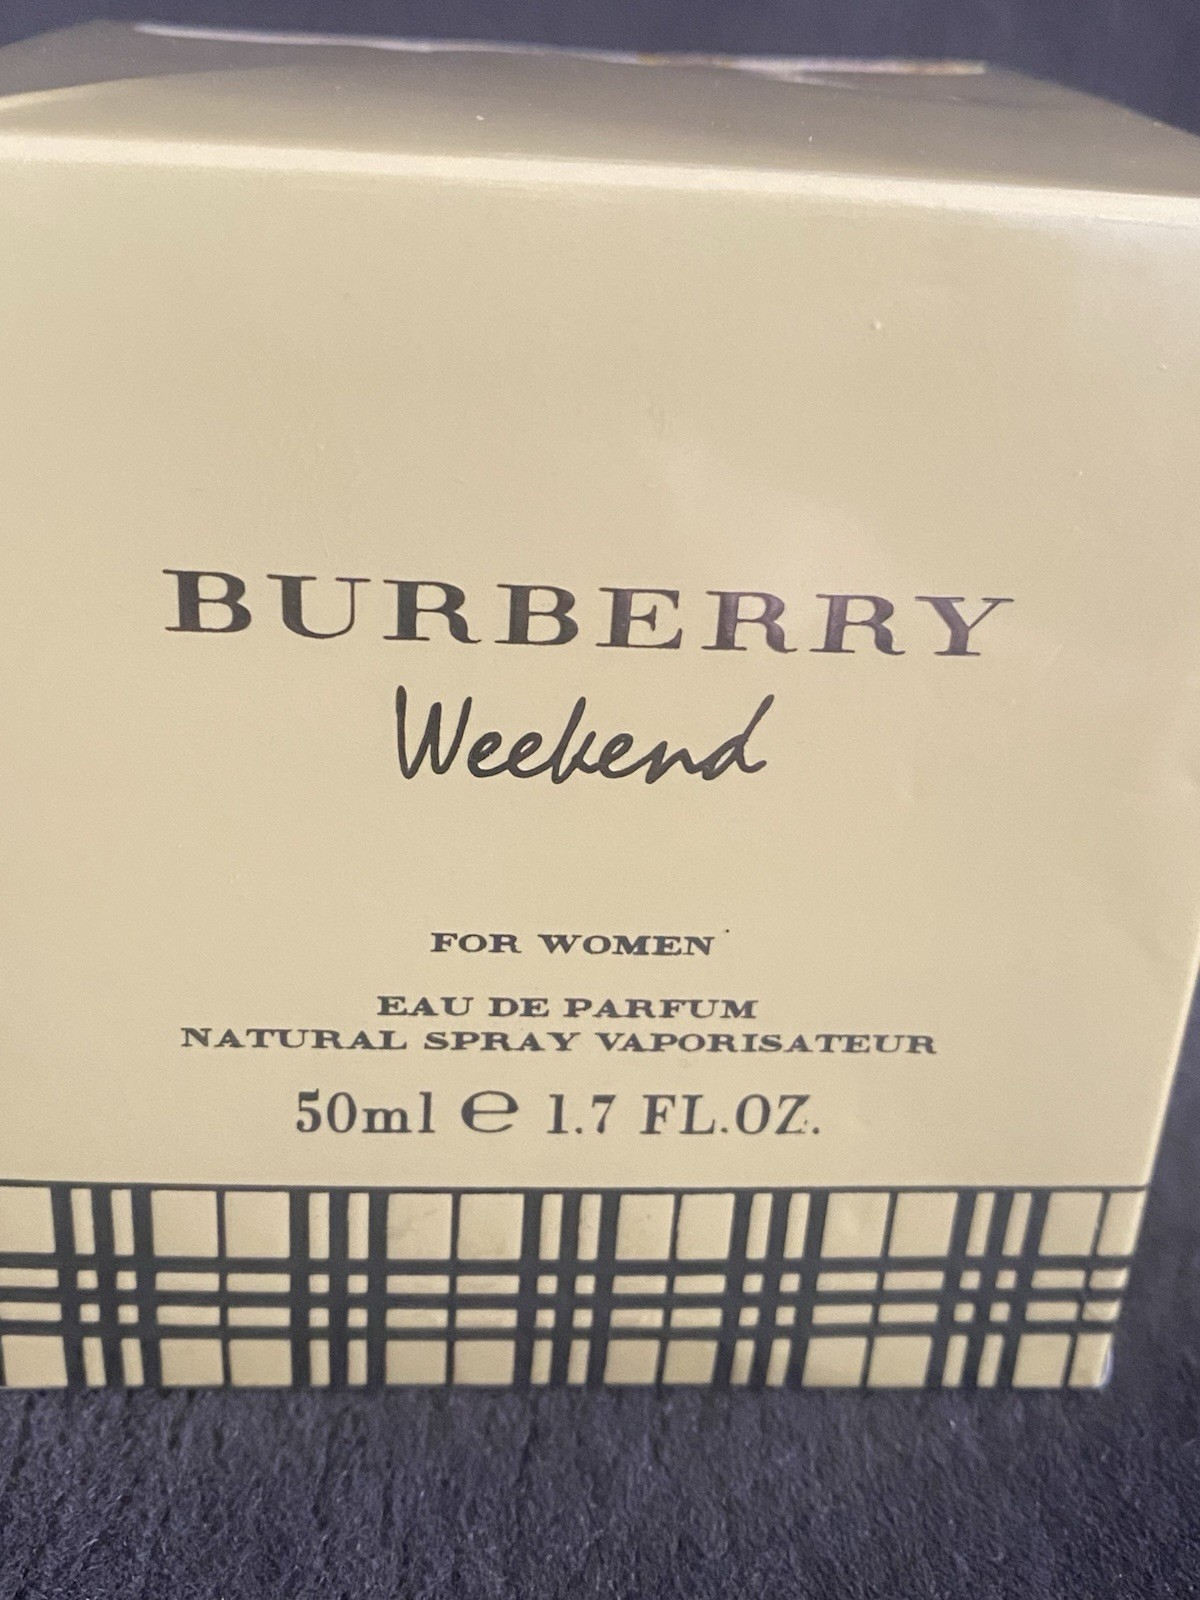 BURBERRY
Weekend
FOR WOMEN
EAU DE PARFUM
NATURAL SPRAY VAPORISATEUR
50ml ℮ 1.7 FL.OZ.